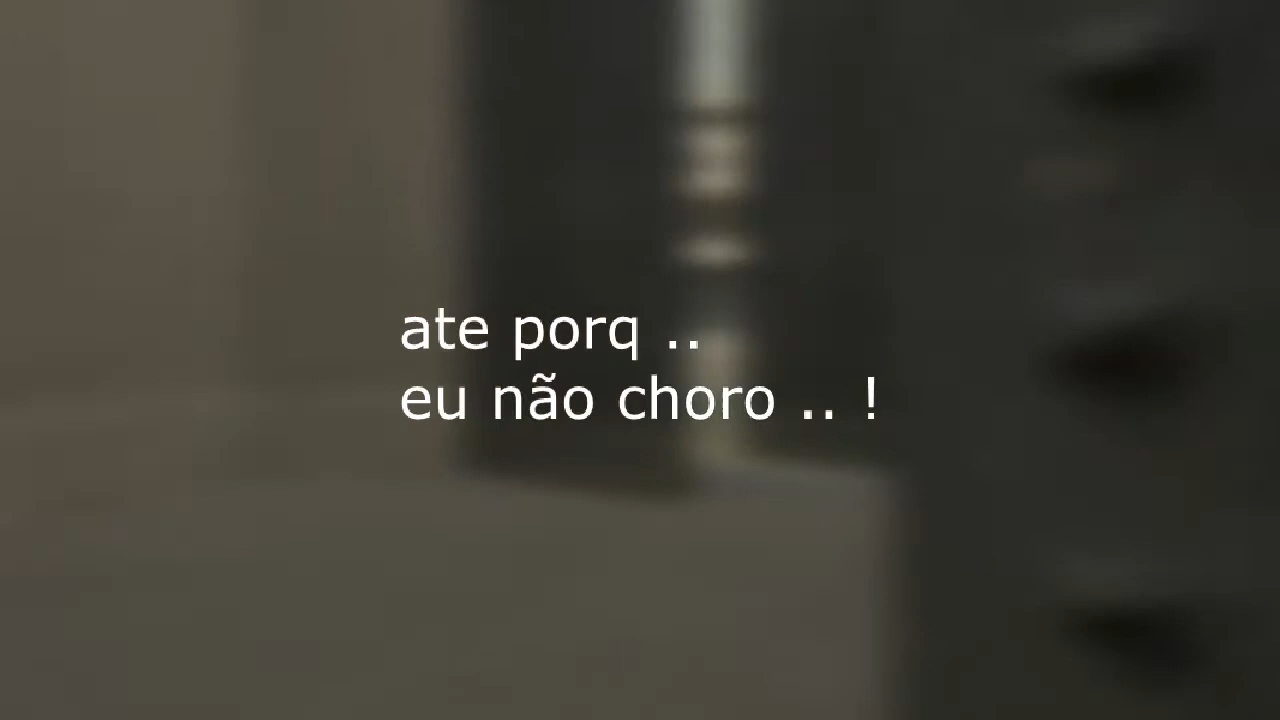 ate porq ..
eu não choro .. !